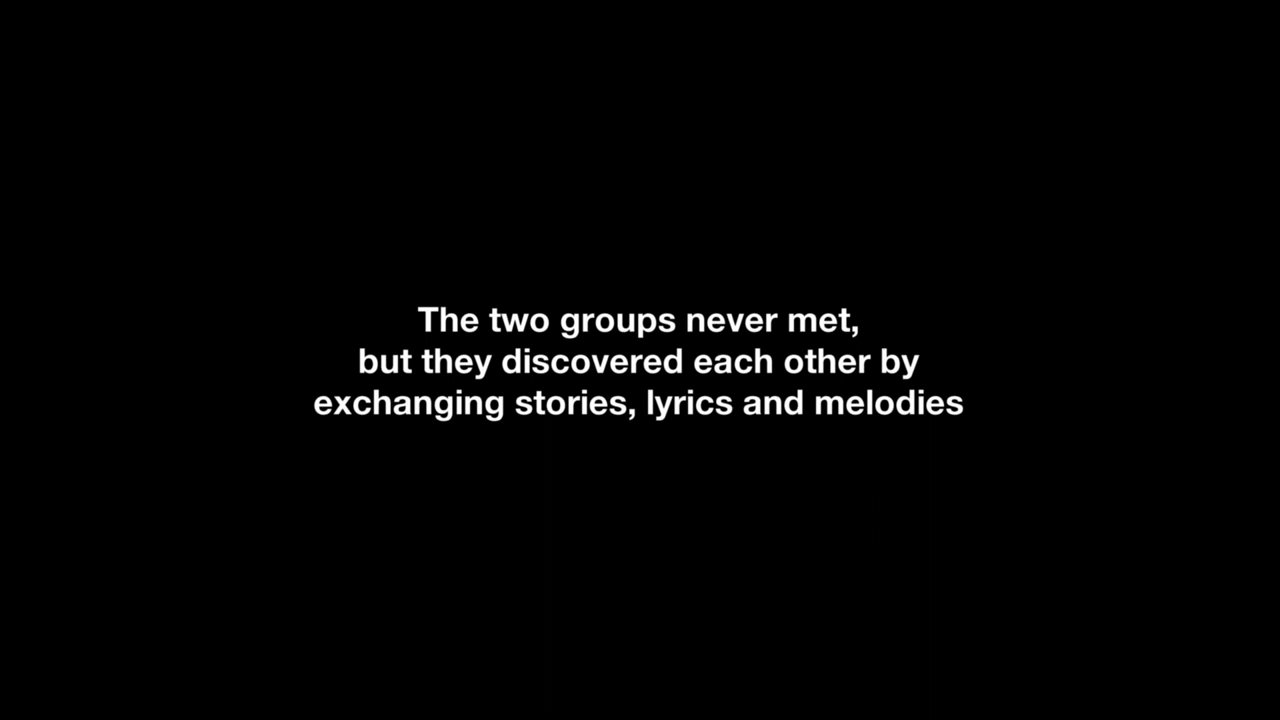 The two groups never met,
but they discovered each other by
exchanging stories, lyrics and melodies